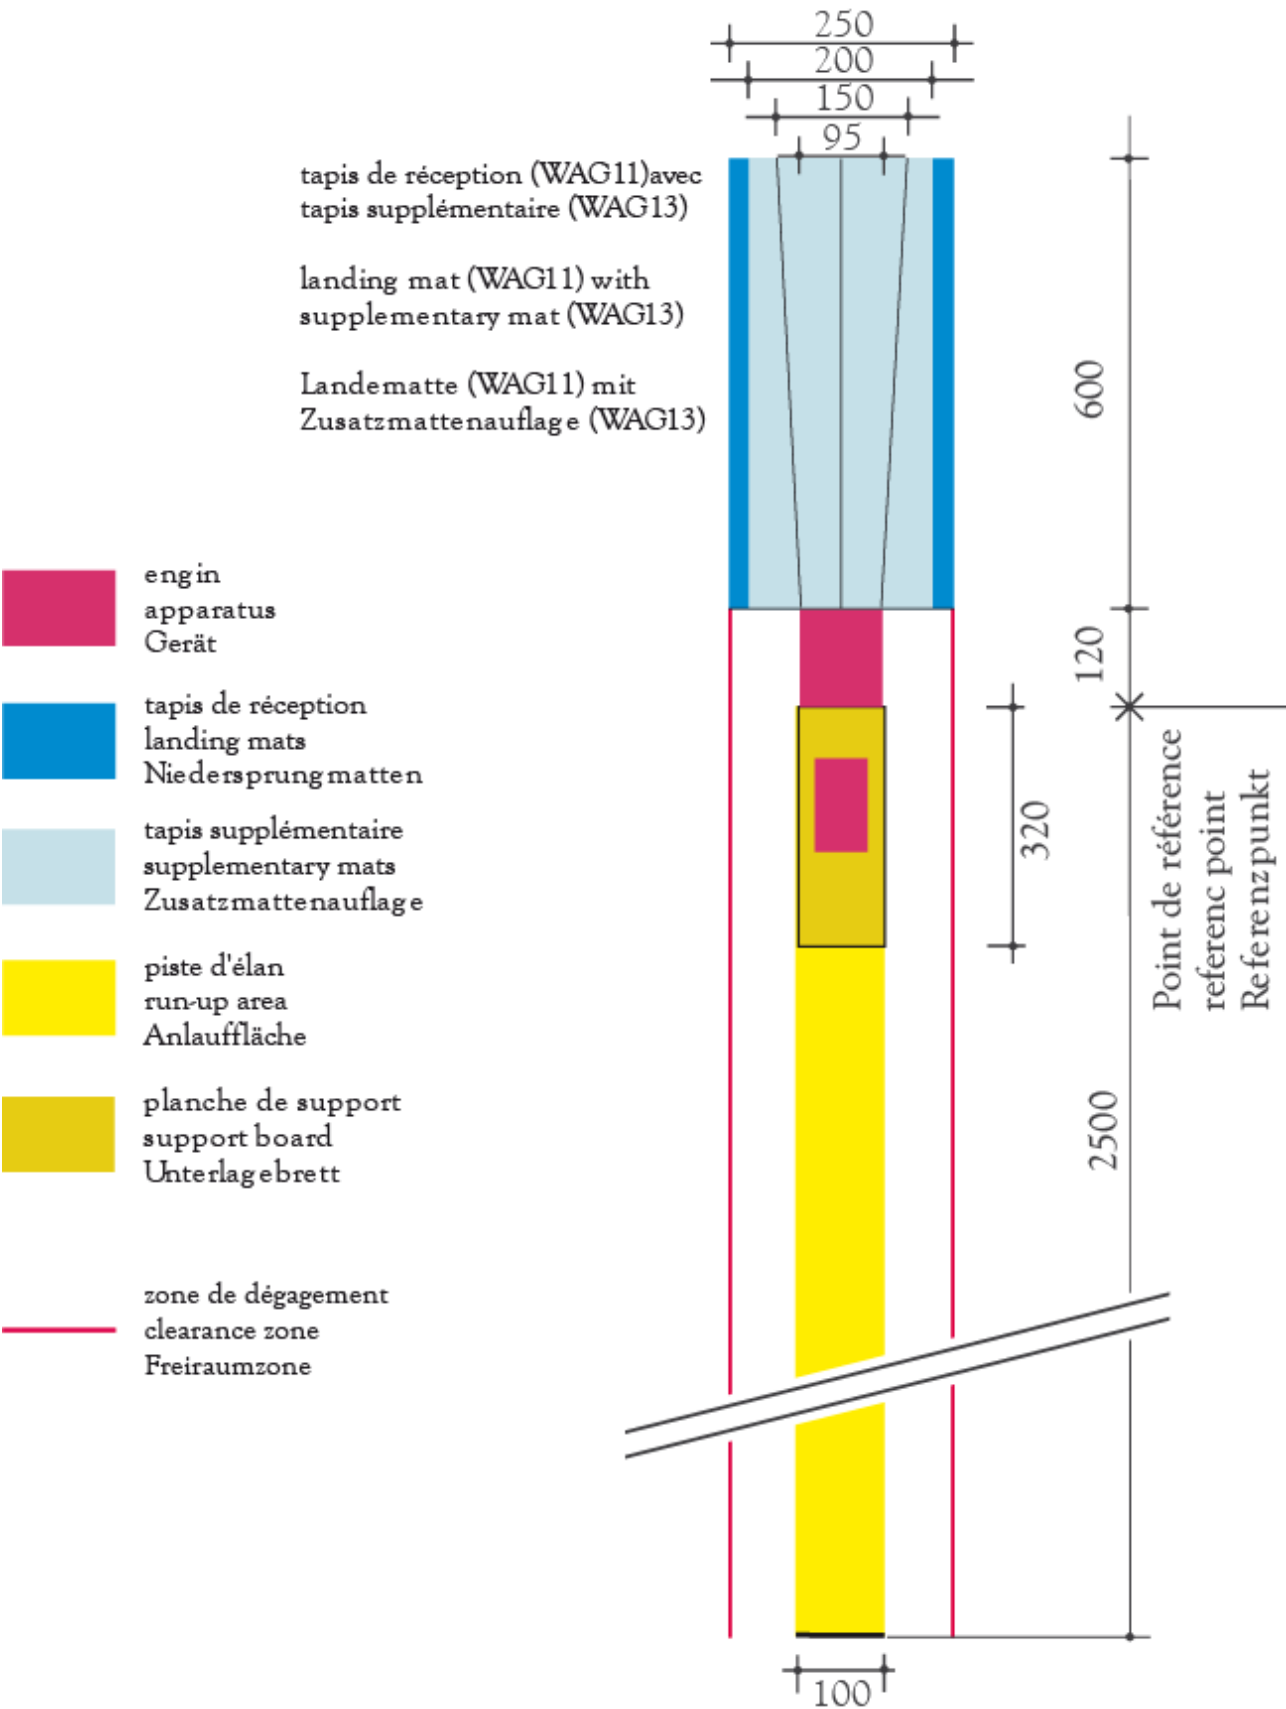 250
200
150
95
tapis de réception (WAG11)avec
tapis supplémentaire (WAG13)
landing mat (WAG11) with
supplementary mat (WAG13)
Landematte (WAG11) mit
Zusatzmattenauflage (WAG13)
600
engin
apparatus
Gerät
120
tapis de réception
landing mats
Niedersprungmatten
320
Point de référence
referenc point
Referenzpunkt
tapis supplémentaire
supplementary mats
Zusatzmattenauflage
piste d'élan
run-up area
Anlauffläche
2500
planche de support
support board
Unterlagebrett
zone de dégagement
clearance zone
Freiraumzone
100